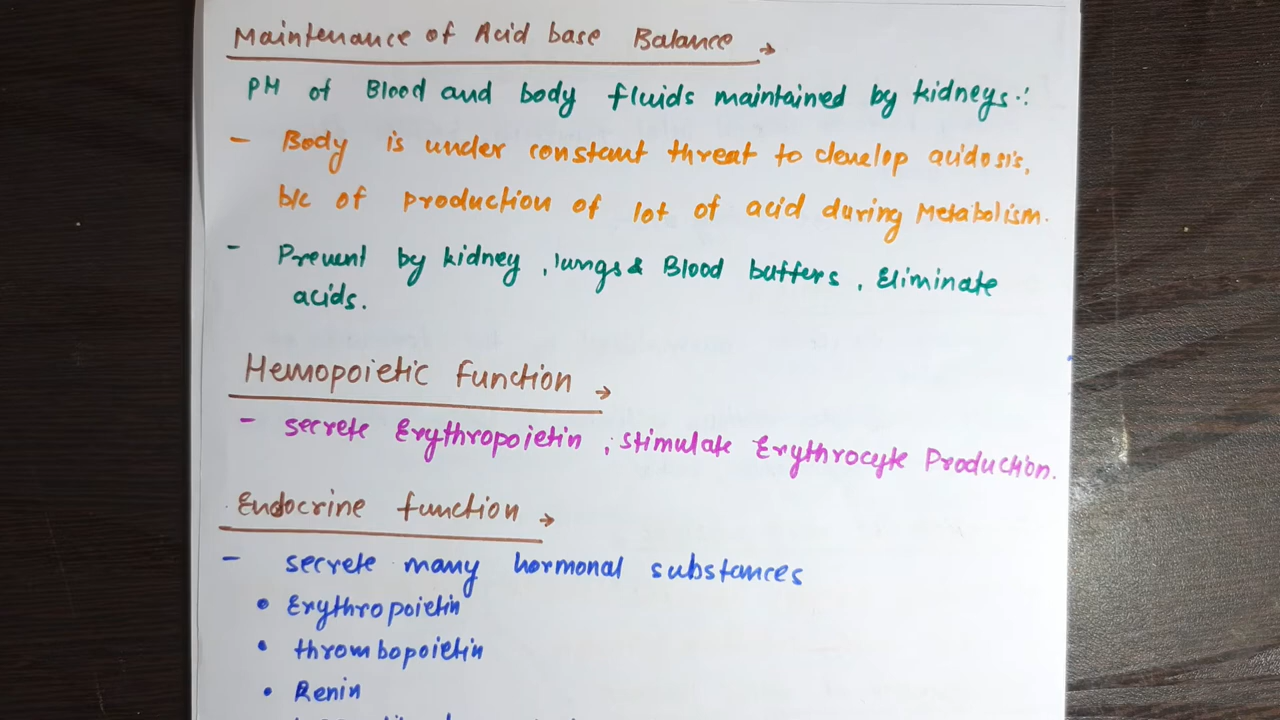 Maintenance of Acid base Balance →
PH of Blood and body fluids maintained by kidneys :
- Body is under constant threat to develop acidosis,
b/c of production of lot of acid during Metabolism.
- Prevent by kidney , lungs & Blood buffers , Eliminate
acids.
Hemopoietic Function →
- secrete Erythropoietin , stimulate Erythrocyte Production.
Endocrine function →
- secrete many hormonal substances
• Erythropoietin
• thrombopoietin
• Renin